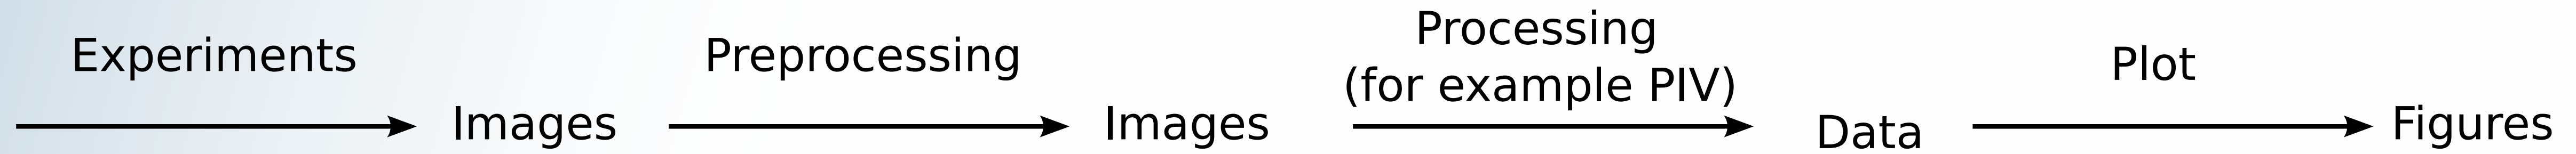 Experiments
Images
Preprocessing
Images
Processing
(for example PIV)
Data
Plot
Figures